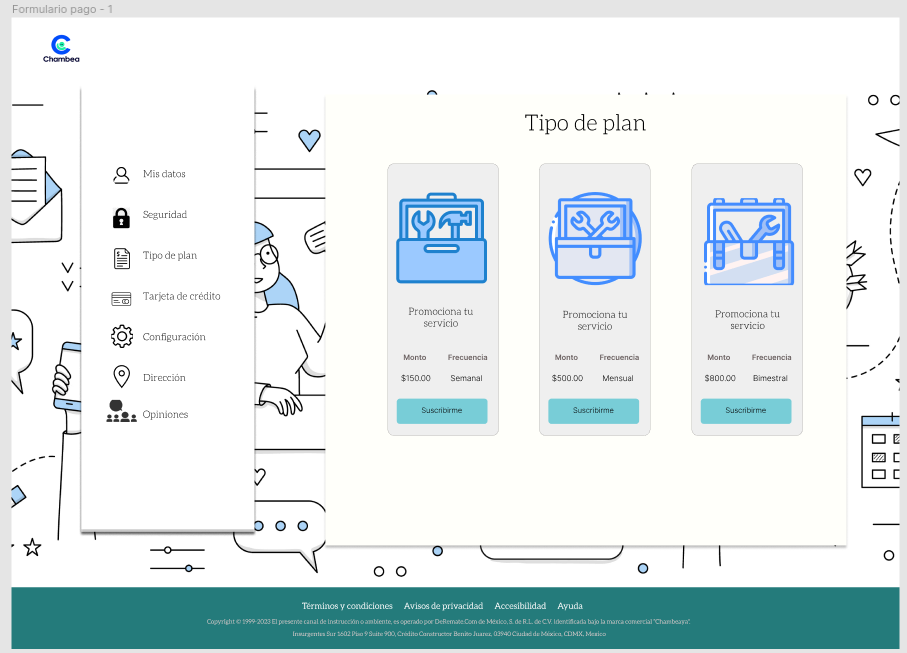 Formulario pago - 1
Chambea
Mis datos
Seguridad
Tipo de plan
Tarjeta de crédito
Configuración
Dirección
Opiniones
Tipo de plan
Promociona tu
servicio
Monto Frecuencia
$150.00 Semanal
Suscribirme
Promociona tu
servicio
Monto Frecuencia
$500.00 Mensual
Suscribirme
Promociona tu
servicio
Monto Frecuencia
$800.00 Bimestral
Suscribirme
Términos y condiciones Avisos de privacidad Accesibilidad Ayuda
Copyright © 1999-2023 El presente canal de instrucción o ambiente, es operado por DeRemate.Com de México, S. de R.L. de C.V. identificada bajo la marca comercial "Chambeaya".
Insurgentes Sur 1602 Piso 9 Suite 900, Crédito Constructor Benito Juarez, 03940 Ciudad de México, CDMX, Mexico